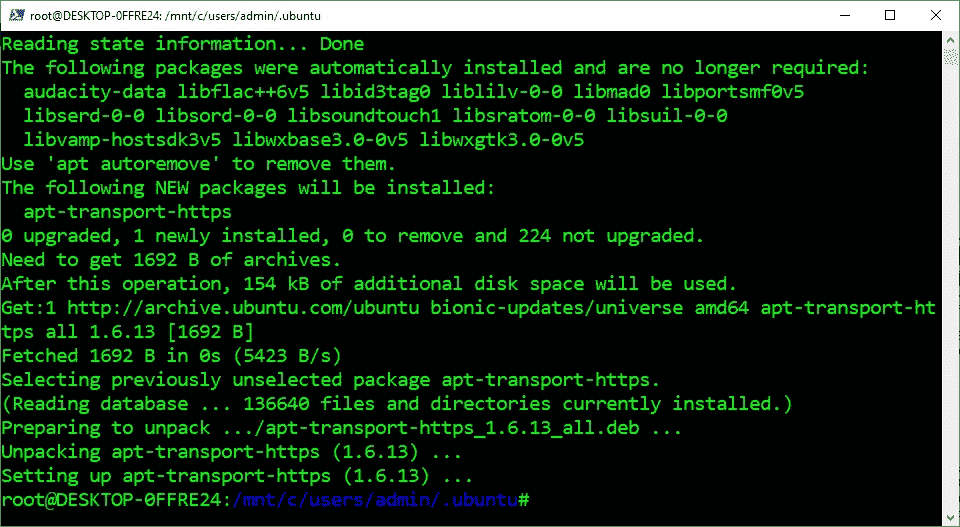 root@DESKTOP-0FFRE24: /mnt/c/users/admin/.ubuntu
Reading state information... Done
The following packages were automatically installed and are no longer required:
  audacity-data libflac++6v5 libid3tag0 liblilv-0-0 libmad0 libportsmf0v5
  libserd-0-0 libsord-0-0 libsoundtouch1 libsratom-0-0 libsuil-0-0
  libvamp-hostsdk3v5 libwxbase3.0-0v5 libwxgtk3.0-0v5
Use 'apt autoremove' to remove them.
The following NEW packages will be installed:
  apt-transport-https
0 upgraded, 1 newly installed, 0 to remove and 224 not upgraded.
Need to get 1692 B of archives.
After this operation, 154 kB of additional disk space will be used.
Get:1 http://archive.ubuntu.com/ubuntu bionic-updates/universe amd64 apt-transport-ht
tps all 1.6.13 [1692 B]
Fetched 1692 B in 0s (5423 B/s)
Selecting previously unselected package apt-transport-https.
(Reading database ... 136640 files and directories currently installed.)
Preparing to unpack .../apt-transport-https_1.6.13_all.deb ...
Unpacking apt-transport-https (1.6.13) ...
Setting up apt-transport-https (1.6.13) ...
root@DESKTOP-0FFRE24:/mnt/c/users/admin/.ubuntu#